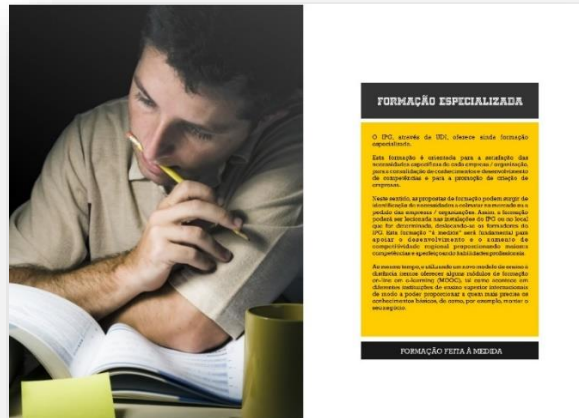 FORMAÇÃO ESPECIALIZADA
O IPG, através da UDI, oferece ainda formação
especializada.
Esta formação é orientada para a satisfação das
necessidades específicas de cada empresa / organização,
para a consolidação de conhecimentos e desenvolvimento
de competências e para a promoção de criação de
empresas.
Neste sentido, as propostas de formação podem surgir da
identificação de necessidades a colmatar no mercado ou a
pedido das empresas / organizações. Assim, a formação
poderá ser lecionada nas instalações do IPG ou no local
que for determinado, deslocando-se os formadores do
IPG. Esta formação "à medida" será fundamental para
apoiar o desenvolvimento e o aumento de
competitividade regional proporcionando maiores
competências e aperfeiçoando habilidades profissionais.
Ao mesmo tempo, e utilizando um novo modelo de ensino a
distância iremos oferecer alguns módulos de formação
on-line em e-learning (MOOC), tal como acontece em
diferentes instituições de ensino superior internacionais
de modo a poder proporcionar a quem mais precisa os
conhecimentos básicos, de como, por exemplo, montar o
seu negócio.
FORMAÇÃO FEITA À MEDIDA